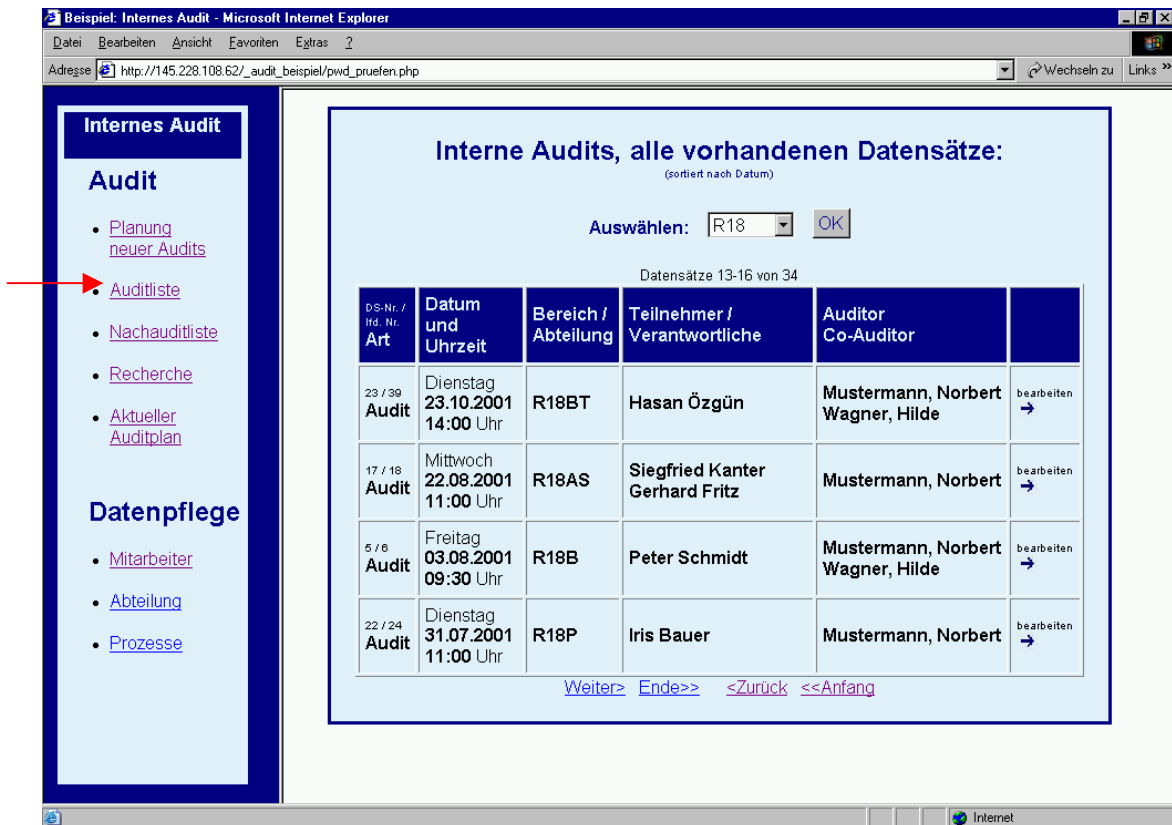 Beispiel: Internes Audit - Microsoft Internet Explorer
Datei Bearbeiten Ansicht Favoriten Extras ?
Adresse http://145.228.108.62/_audit_beispiel/pwd_pruefen.php Wechseln zu Links »
Internes Audit
Audit
Planung
neuer Audits
Auditliste
Nachauditliste
Recherche
Aktueller
Auditplan
Datenpflege
Mitarbeiter
Abteilung
Prozesse
Interne Audits, alle vorhandenen Datensätze:
(sortiert nach Datum)
Auswählen: R18 OK
Datensätze 13-16 von 34
DS-Nr. /
lfd. Nr.
Art
Datum
und
Uhrzeit
Bereich /
Abteilung
Teilnehmer /
Verantwortliche
Auditor
Co-Auditor
23 / 39
Audit
Dienstag
23.10.2001
14:00 Uhr
R18BT
Hasan Özgün
Mustermann, Norbert
Wagner, Hilde
bearbeiten
17 / 18
Audit
Mittwoch
22.08.2001
11:00 Uhr
R18AS
Siegfried Kanter
Gerhard Fritz
Mustermann, Norbert
bearbeiten
5 / 6
Audit
Freitag
03.08.2001
09:30 Uhr
R18B
Peter Schmidt
Mustermann, Norbert
Wagner, Hilde
bearbeiten
22 / 24
Audit
Dienstag
31.07.2001
11:00 Uhr
R18P
Iris Bauer
Mustermann, Norbert
bearbeiten
Weiter> Ende>> <Zurück <<Anfang
Internet